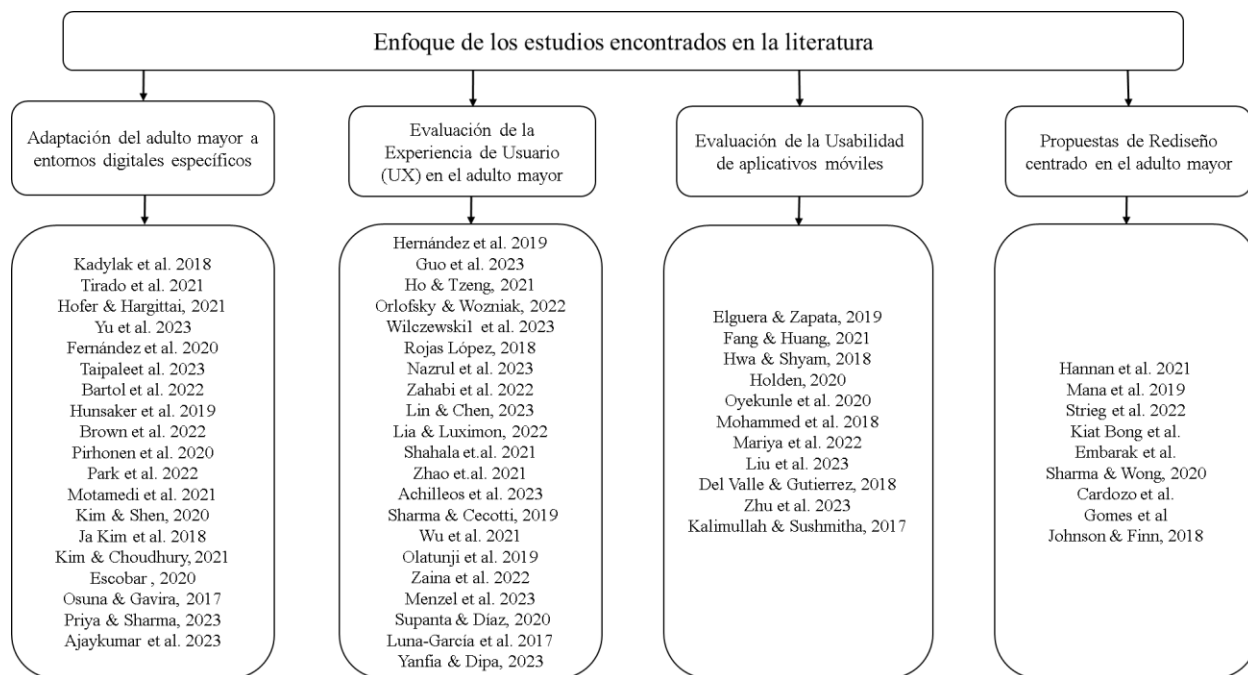 Enfoque de los estudios encontrados en la literatura
Adaptación del adulto mayor a
entornos digitales específicos
Kadylak et al. 2018
Tirado et al. 2021
Hofer & Hargittai, 2021
Yu et al. 2023
Fernández et al. 2020
Taipaleet al. 2023
Bartol et al. 2022
Hunsaker et al. 2019
Brown et al. 2022
Pirhonen et al. 2020
Park et al. 2022
Motamedi et al. 2021
Kim & Shen, 2020
Ja Kim et al. 2018
Kim & Choudhury, 2021
Escobar , 2020
Osuna & Gavira, 2017
Priya & Sharma, 2023
Ajaykumar et al. 2023
Evaluación de la
Experiencia de Usuario
(UX) en el adulto mayor
Hernández et al. 2019
Guo et al. 2023
Ho & Tzeng, 2021
Orlofsky & Wozniak, 2022
Wilczewski1 et al. 2023
Rojas López, 2018
Nazrul et al. 2023
Zahabi et al. 2022
Lin & Chen, 2023
Lia & Luximon, 2022
Shahala et.al. 2021
Zhao et.al. 2021
Achilleos et al. 2023
Sharma & Cecotti, 2019
Wu et al. 2021
Olatunji et al. 2019
Zaina et al. 2022
Menzel et al. 2023
Supanta & Díaz, 2020
Luna-García et al. 2017
Yanfia & Dipa, 2023
Evaluación de la Usabilidad
de aplicativos móviles
Elguera & Zapata, 2019
Fang & Huang, 2021
Hwa & Shyam, 2018
Holden, 2020
Oyekunle et al. 2020
Mohammed et al. 2018
Mariya et al. 2022
Liu et al. 2023
Del Valle & Gutierrez, 2018
Zhu et al. 2023
Kalimullah & Sushmitha, 2017
Propuestas de Rediseño
centrado en el adulto mayor
Hannan et al. 2021
Mana et al. 2019
Strieg et al. 2022
Kiat Bong et al.
Embarak et al.
Sharma & Wong, 2020
Cardozo et al.
Gomes et al
Johnson & Finn, 2018